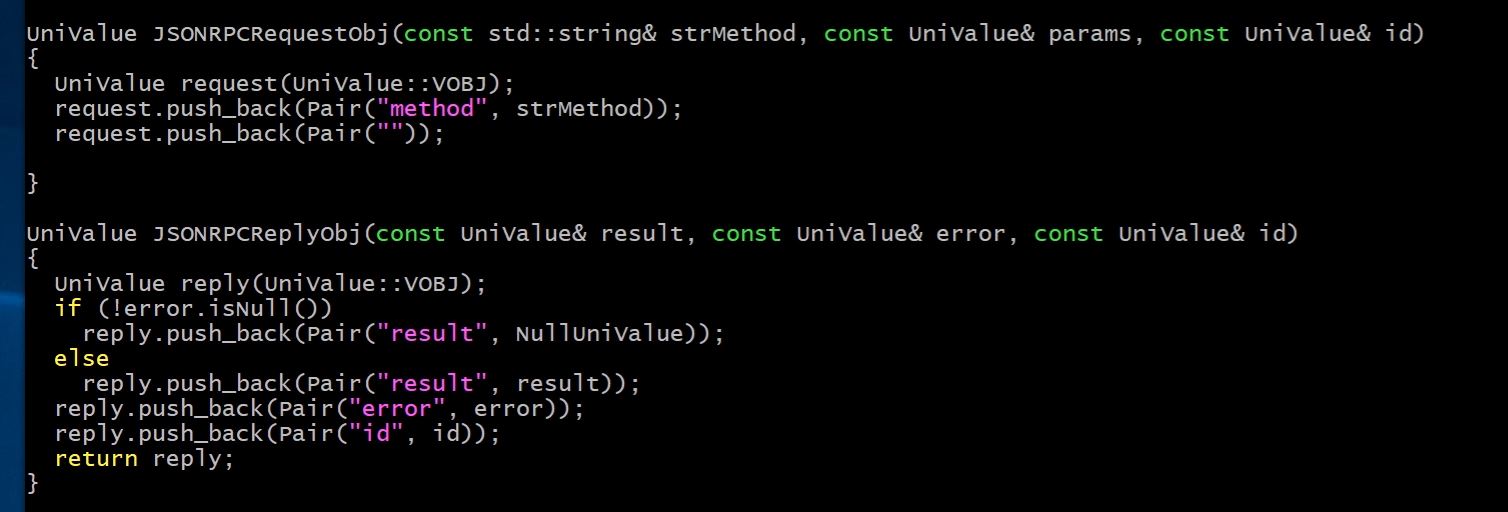 UniValue JSONRPCRequestObj(const std::string& strMethod, const UniValue& params, const UniValue& id)
{
  UniValue request(UniValue::VOBJ);
  request.push_back(Pair("method", strMethod));
  request.push_back(Pair(""));

}

UniValue JSONRPCReplyObj(const UniValue& result, const UniValue& error, const UniValue& id)
{
  UniValue reply(UniValue::VOBJ);
  if (!error.isNull())
    reply.push_back(Pair("result", NullUniValue));
  else
    reply.push_back(Pair("result", result));
  reply.push_back(Pair("error", error));
  reply.push_back(Pair("id", id));
  return reply;
}